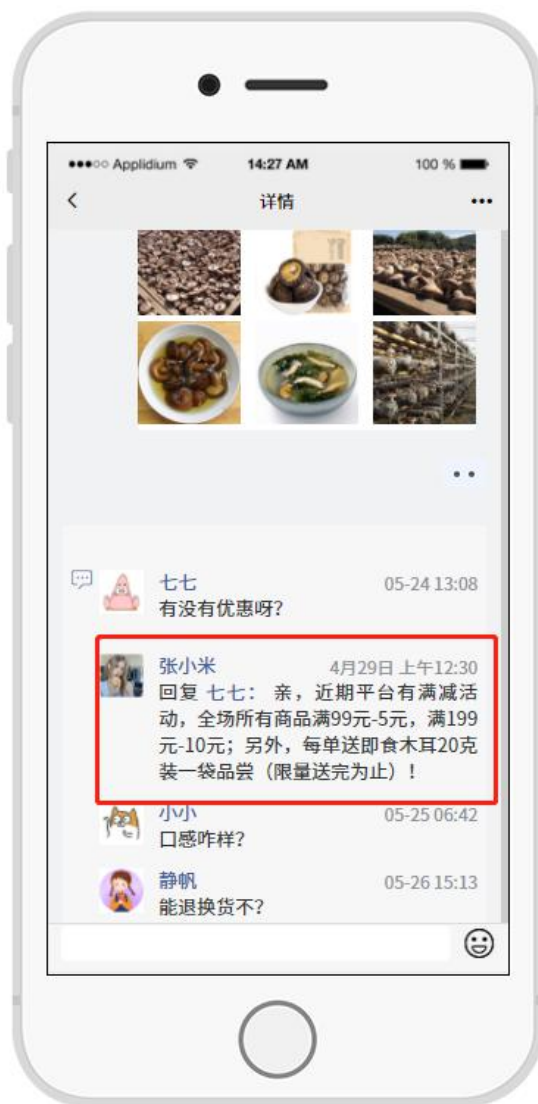 ●●●○○ Applidium 14:27 AM 100 %
详情
七七 05-24 13:08
有没有优惠呀？
张小米 4月29日 上午12:30
回复 七七： 亲，近期平台有满减活
动，全场所有商品满99元-5元，满199
元-10元；另外，每单送即食木耳20克
装一袋品尝（限量送完为止）！
小小 05-25 06:42
口感咋样？
静帆 05-26 15:13
能退换货不？